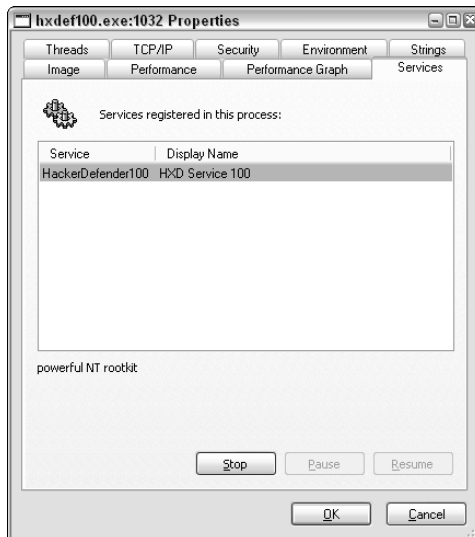 hxdef100.exe:1032 Properties
Threads TCP/IP Security Environment Strings
Image Performance Performance Graph Services
Services registered in this process:
Service Display Name
HackerDefender100 HXD Service 100
powerful NT rootkit
Stop Pause Resume
OK Cancel